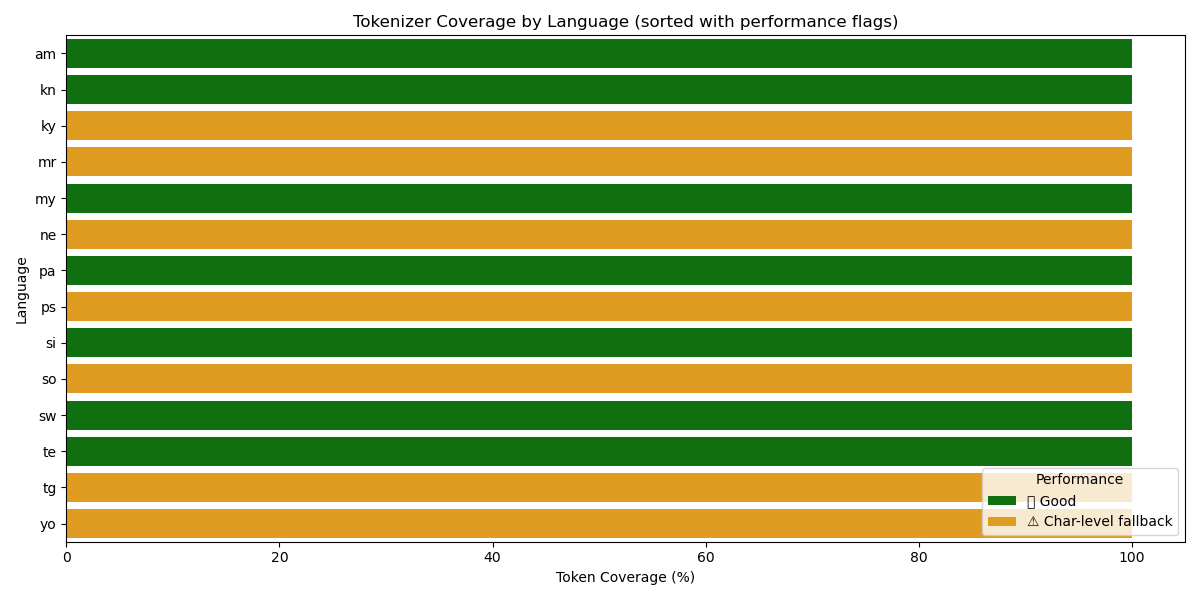 Tokenizer Coverage by Language (sorted with performance flags)
Language
am
kn
ky
mr
my
ne
pa
ps
si
so
sw
te
tg
yo
Performance
Good
⚠ Char-level fallback
0 20 40 60 80 100
Token Coverage (%)